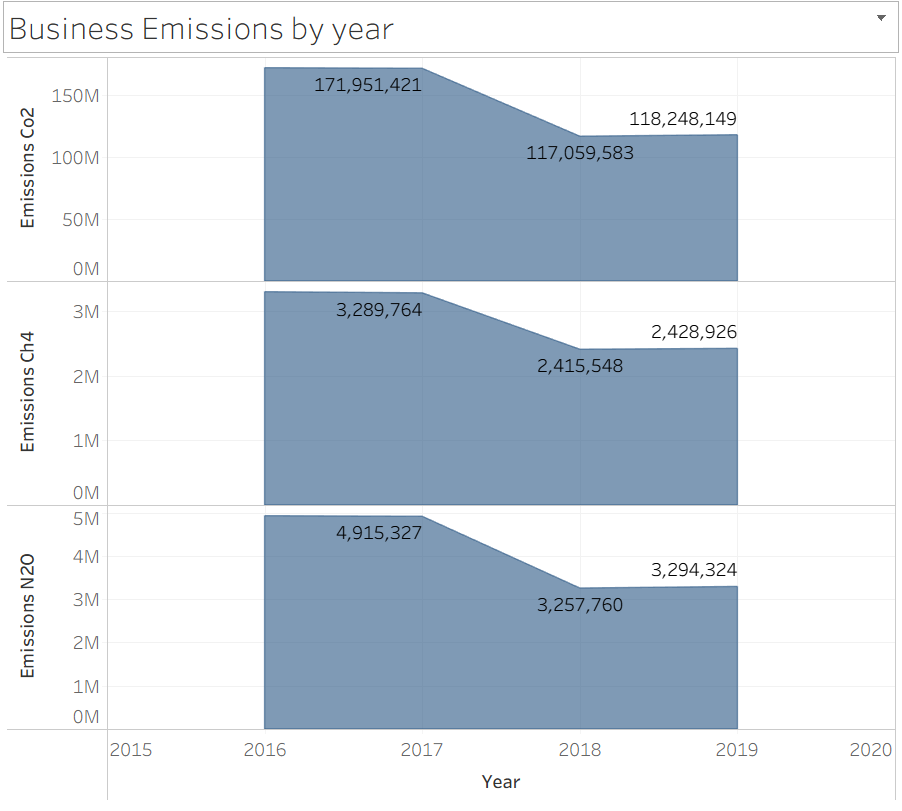 Business Emissions by year
Emissions Co2
150M
100M
50M
0M
171,951,421
117,059,583
118,248,149
Emissions Ch4
3M
2M
1M
0M
3,289,764
2,415,548
2,428,926
Emissions N2O
5M
4M
3M
2M
1M
0M
4,915,327
3,257,760
3,294,324
2015 2016 2017 2018 2019 2020
Year